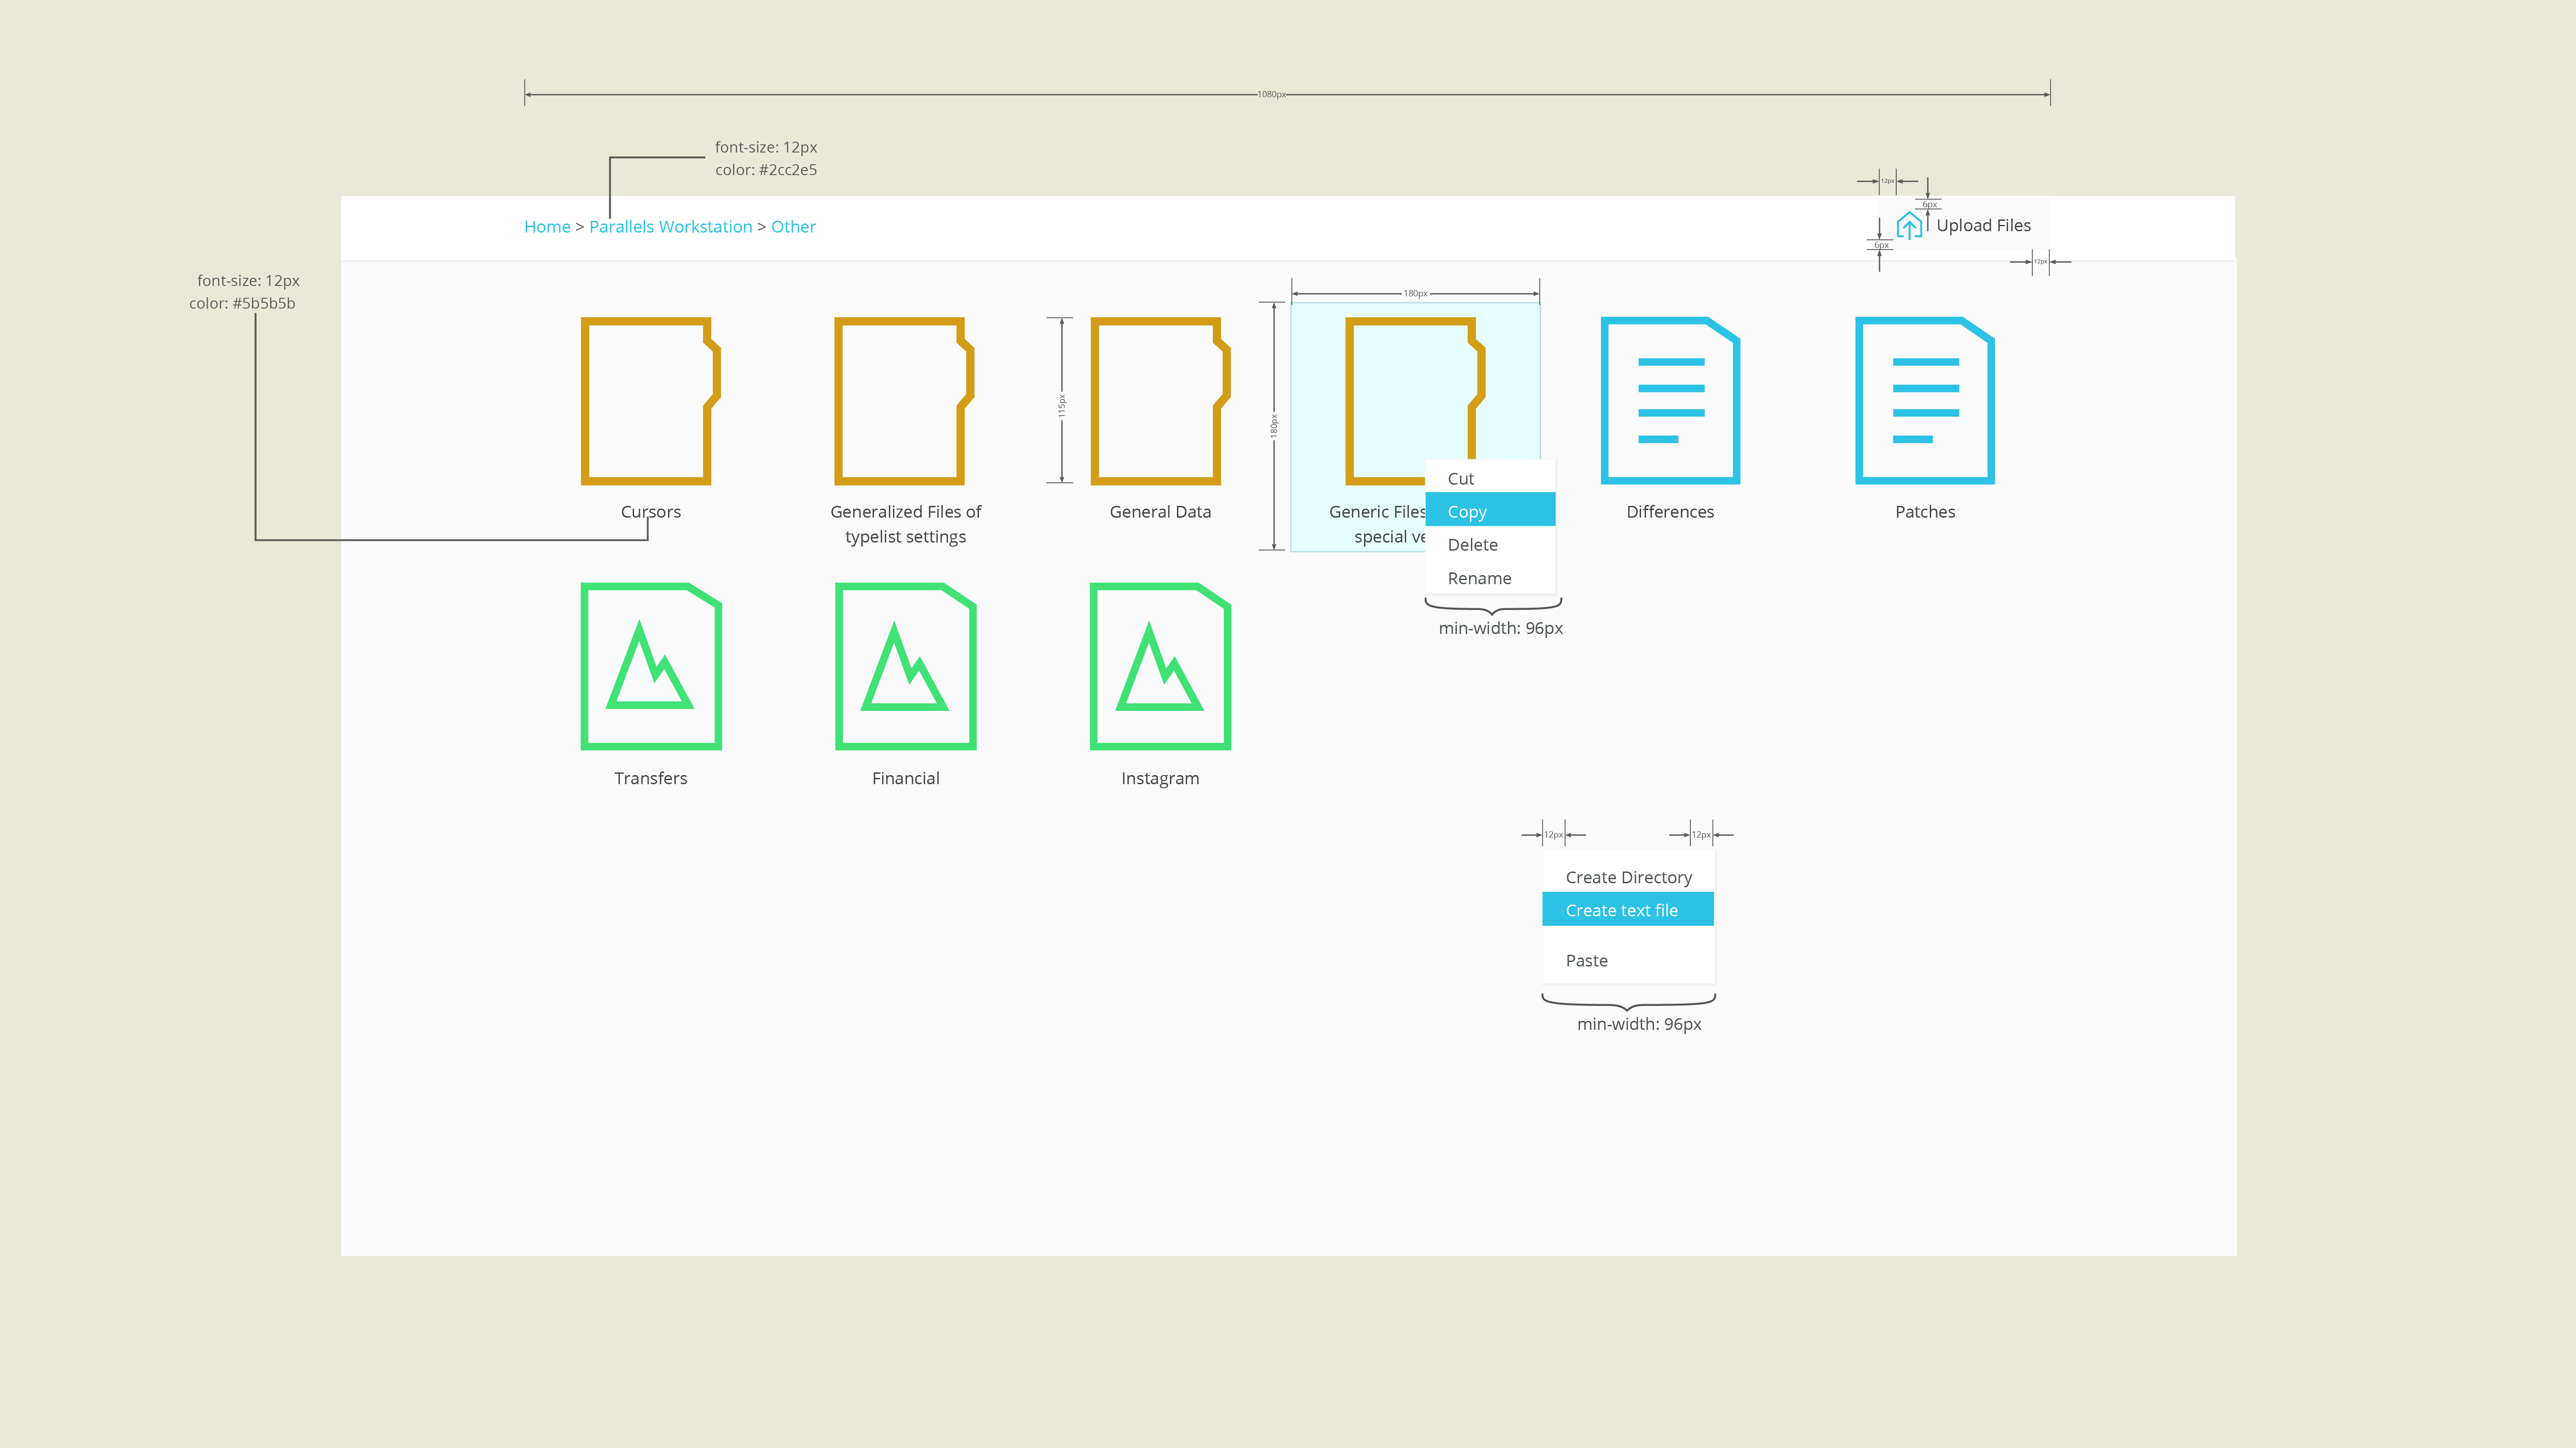 1080px
font-size: 12px
color: #2cc2e5
12px
6px
Home > Parallels Workstation > Other
Upload Files
6px
12px
font-size: 12px
color: #5b5b5b
180px
115px
180px
Cursors
Generalized Files of
typelist settings
General Data
Generic Files
special ve
Cut
Copy
Delete
Rename
Differences
Patches
min-width: 96px
Transfers
Financial
Instagram
12px
12px
Create Directory
Create text file
Paste
min-width: 96px